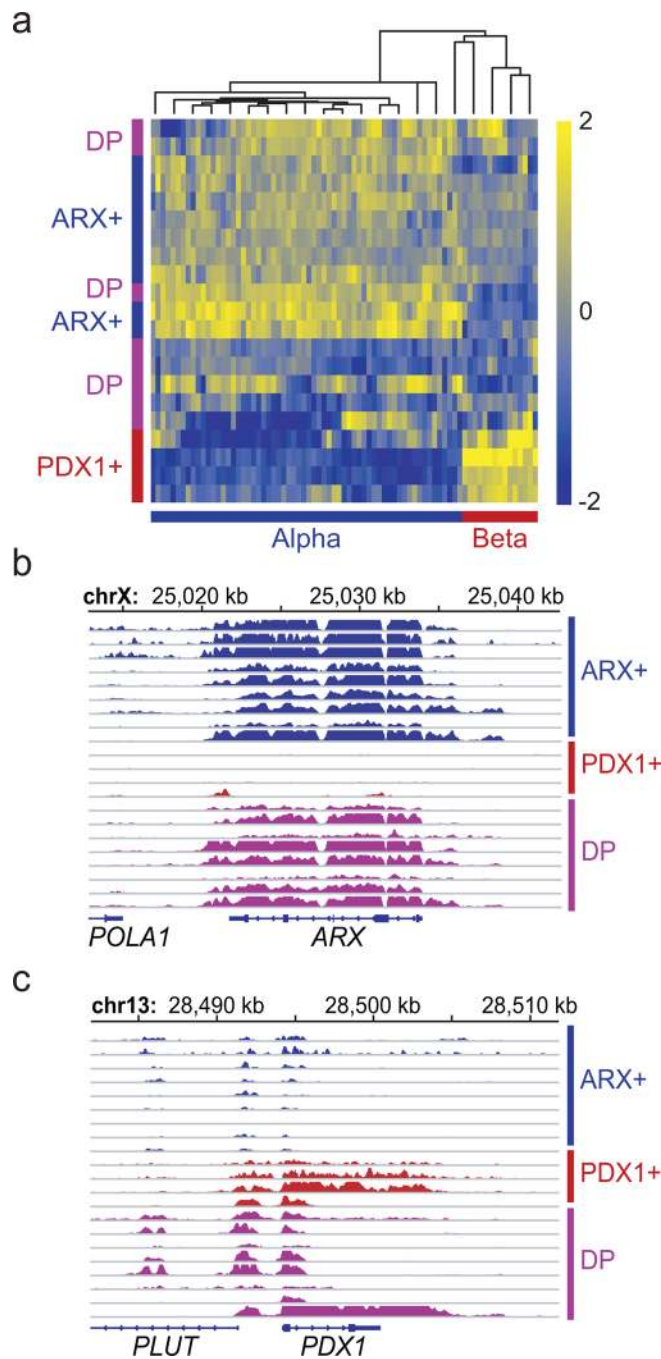 a
DP
ARX+
DP
ARX+
DP
PDX1+
2
0
-2
Alpha
Beta
b
chrX: 25,020 kb 25,030 kb 25,040 kb
ARX+
PDX1+
DP
POLA1 ARX
c
chr13: 28,490 kb 28,500 kb 28,510 kb
ARX+
PDX1+
DP
PLUT PDX1